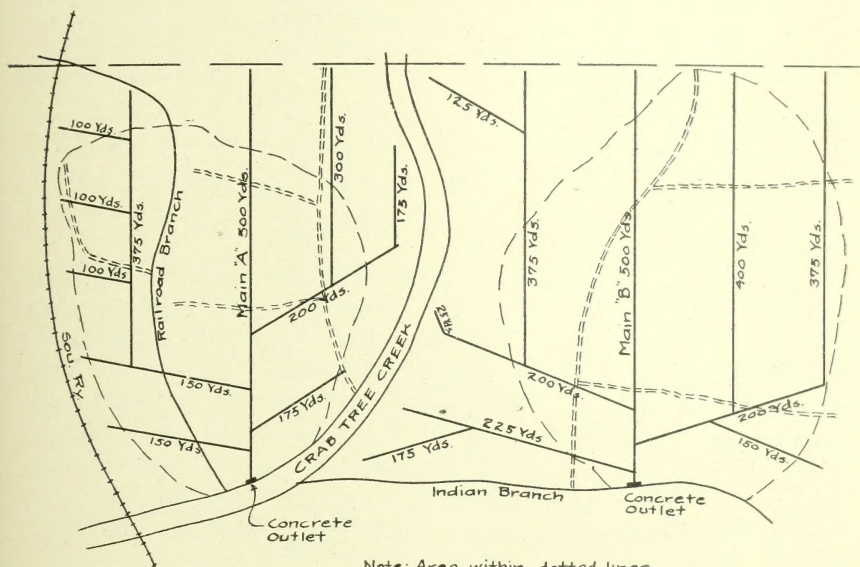 100 Yds.
100 Yds.
100 Yds
375 Yds.
Railroad Branch
Sou Ry
150 Yds.
150 Yds.
Main "A" 500 Yds.
300 Yds.
175 Yds.
200 Yds.
175 Yds.
CRAB TREE CREEK
Concrete
Outlet
125 Yds.
375 Yds.
25 Yds.
200 Yds.
225 Yds
175 Yds.
Indian Branch
Main "B" 500 Yds.
400 Yds.
375 Yds.
200 Yds.
150 Yds.
Concrete
Outlet
Note: Area within dotted lines